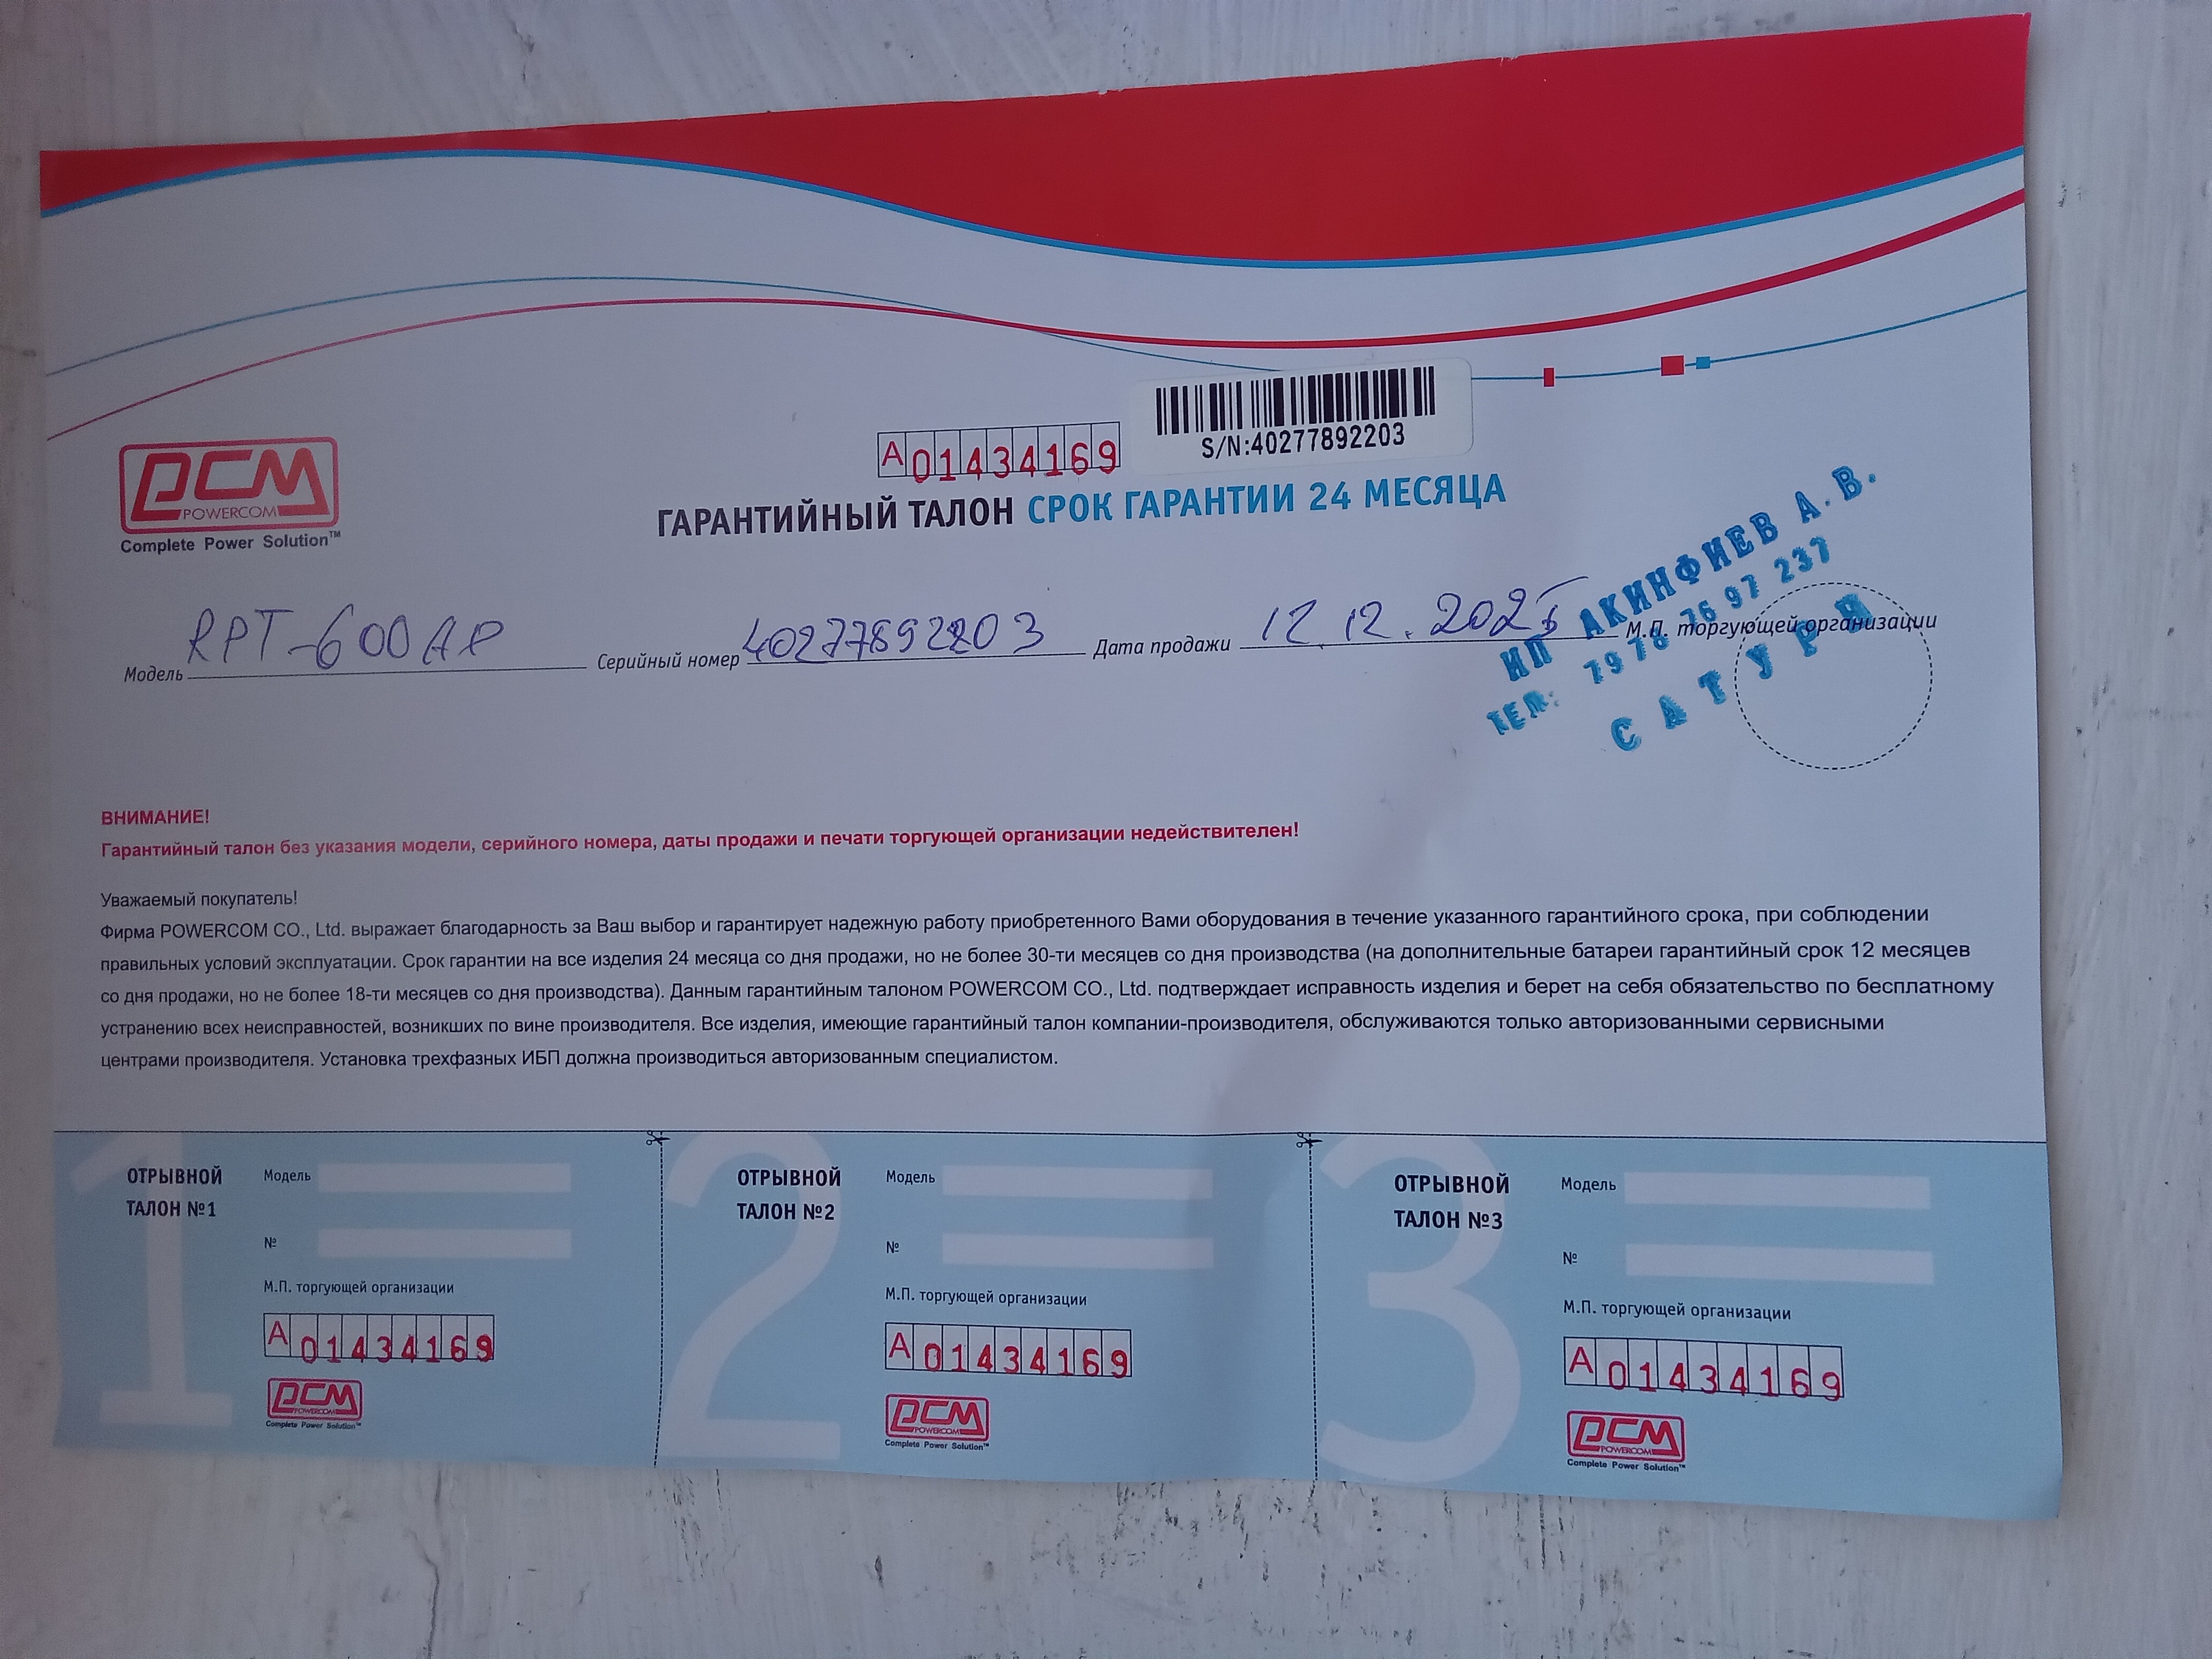 A01434169
S/N:40277892203
PCM
POWERCOM
Complete Power Solution™
ГАРАНТИЙНЫЙ ТАЛОН СРОК ГАРАНТИИ 24 МЕСЯЦА
Модель RPT-600AP Серийный номер 40277892203 Дата продажи 12.12.2025 М.П. торгующей организации
ИП АКИНФИЕВ А.В.
ТЕЛ: 7978 76 97 237
САТУРН
ВНИМАНИЕ!
Гарантийный талон без указания модели, серийного номера, даты продажи и печати торгующей организации недействителен!
Уважаемый покупатель!
Фирма POWERCOM CO., Ltd. выражает благодарность за Ваш выбор и гарантирует надежную работу приобретенного Вами оборудования в течение указанного гарантийного срока, при соблюдении
правильных условий эксплуатации. Срок гарантии на все изделия 24 месяца со дня продажи, но не более 30-ти месяцев со дня производства (на дополнительные батареи гарантийный срок 12 месяцев
со дня продажи, но не более 18-ти месяцев со дня производства). Данным гарантийным талоном POWERCOM CO., Ltd. подтверждает исправность изделия и берет на себя обязательство по бесплатному
устранению всех неисправностей, возникших по вине производителя. Все изделия, имеющие гарантийный талон компании-производителя, обслуживаются только авторизованными сервисными
центрами производителя. Установка трехфазных ИБП должна производиться авторизованным специалистом.
1
ОТРЫВНОЙ
ТАЛОН №1
Модель
№
М.П. торгующей организации
A01434169
PCM
POWERCOM
Complete Power Solution™
2
ОТРЫВНОЙ
ТАЛОН №2
Модель
№
М.П. торгующей организации
A01434169
PCM
POWERCOM
Complete Power Solution™
3
ОТРЫВНОЙ
ТАЛОН №3
Модель
№
М.П. торгующей организации
A01434169
PCM
POWERCOM
Complete Power Solution™